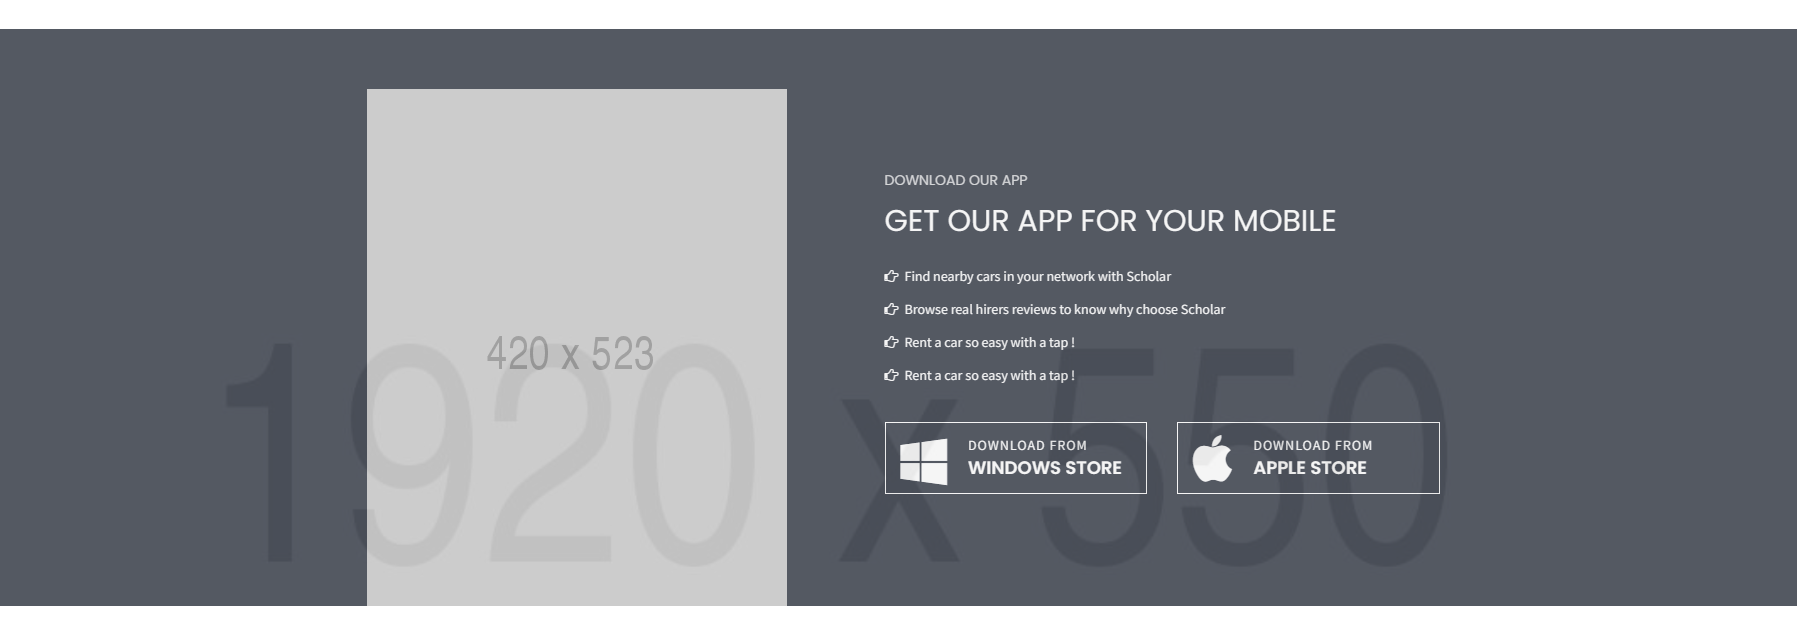 DOWNLOAD OUR APP
GET OUR APP FOR YOUR MOBILE
Find nearby cars in your network with Scholar
Browse real hirers reviews to know why choose Scholar
Rent a car so easy with a tap !
Rent a car so easy with a tap !
420 x 523
1920 x 550
DOWNLOAD FROM
WINDOWS STORE
DOWNLOAD FROM
APPLE STORE